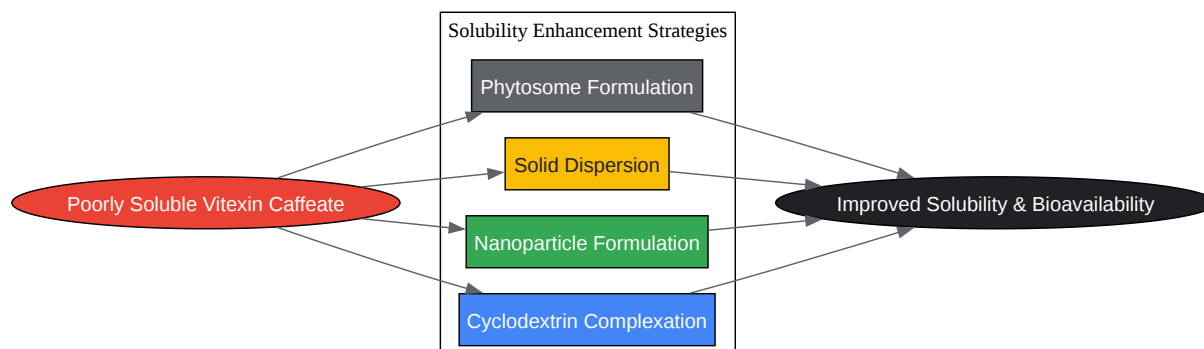 Solubility Enhancement Strategies
Phytosome Formulation
Solid Dispersion
Poorly Soluble Vitexin Caffeate
Improved Solubility & Bioavailability
Nanoparticle Formulation
Cyclodextrin Complexation